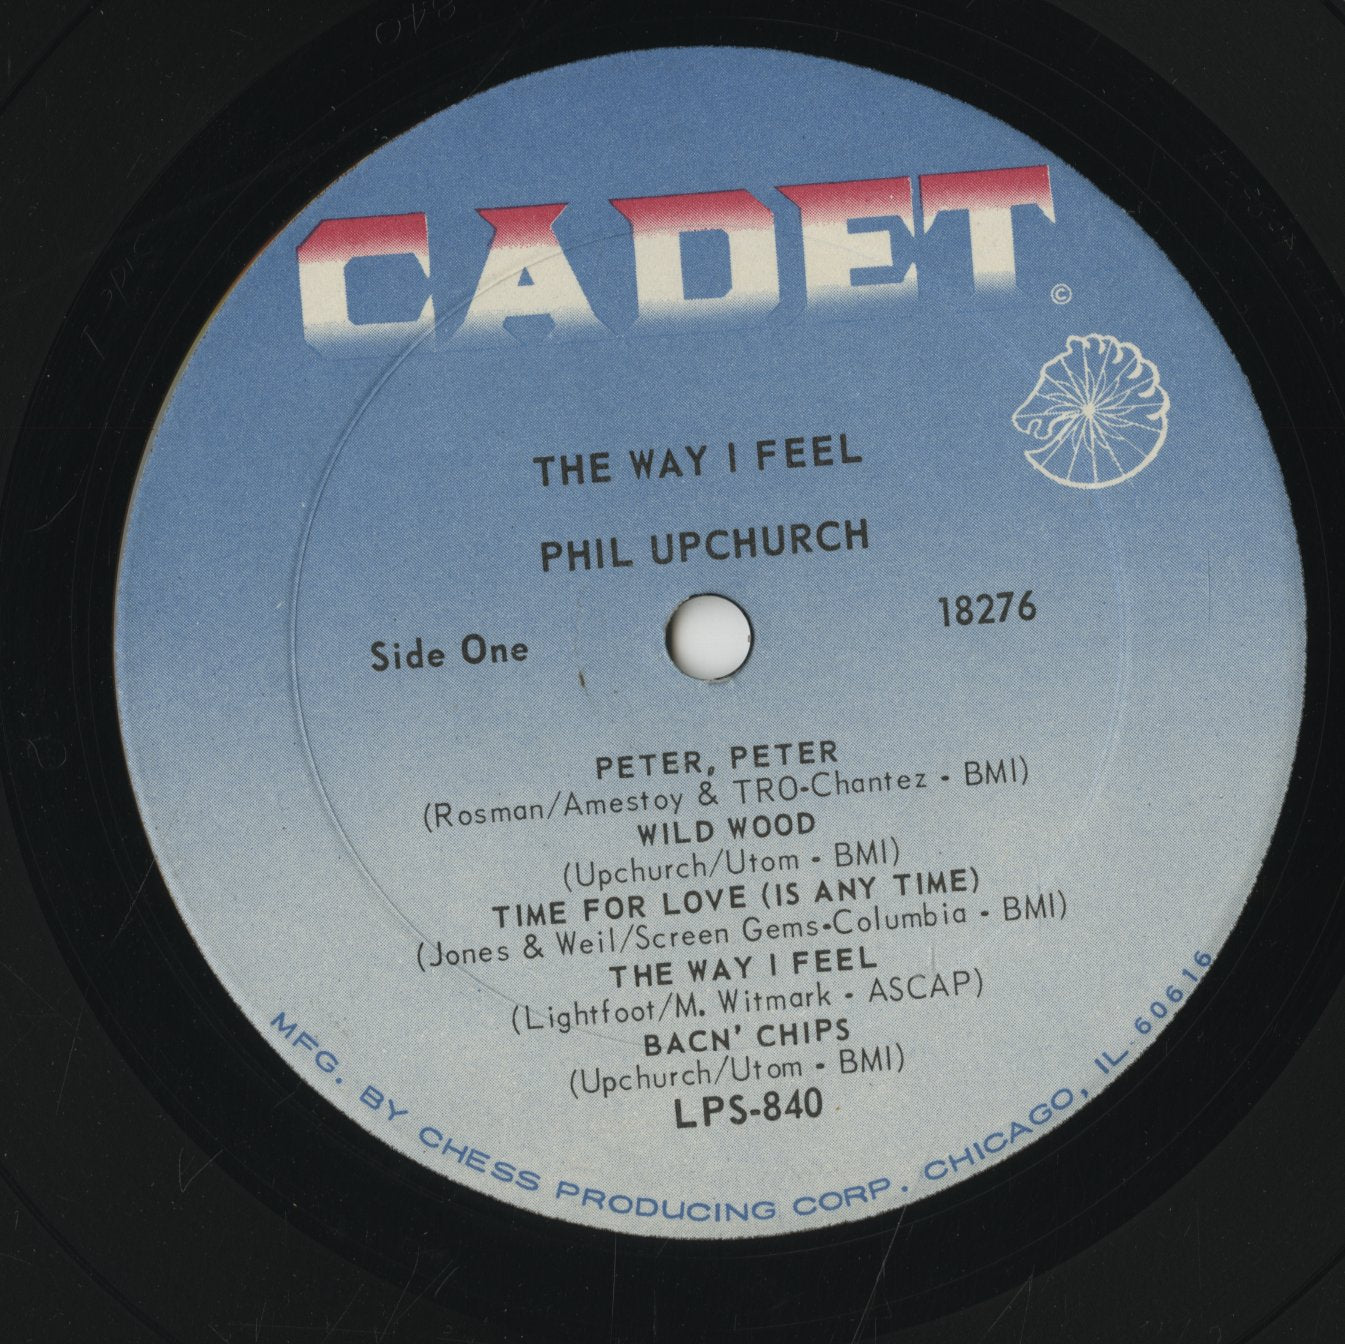 CADET
©
THE WAY I FEEL
PHIL UPCHURCH
Side One
18276
PETER, PETER
(Rosman/Amestoy & TRO-Chantez - BMI)
WILD WOOD
(Upchurch/Utom - BMI)
TIME FOR LOVE (IS ANY TIME)
(Jones & Weil/Screen Gems-Columbia - BMI)
THE WAY I FEEL
(Lightfoot/M. Witmark - ASCAP)
BACN' CHIPS
(Upchurch/Utom - BMI)
LPS-840
MFG. BY CHESS PRODUCING CORP. CHICAGO, IL. 60616